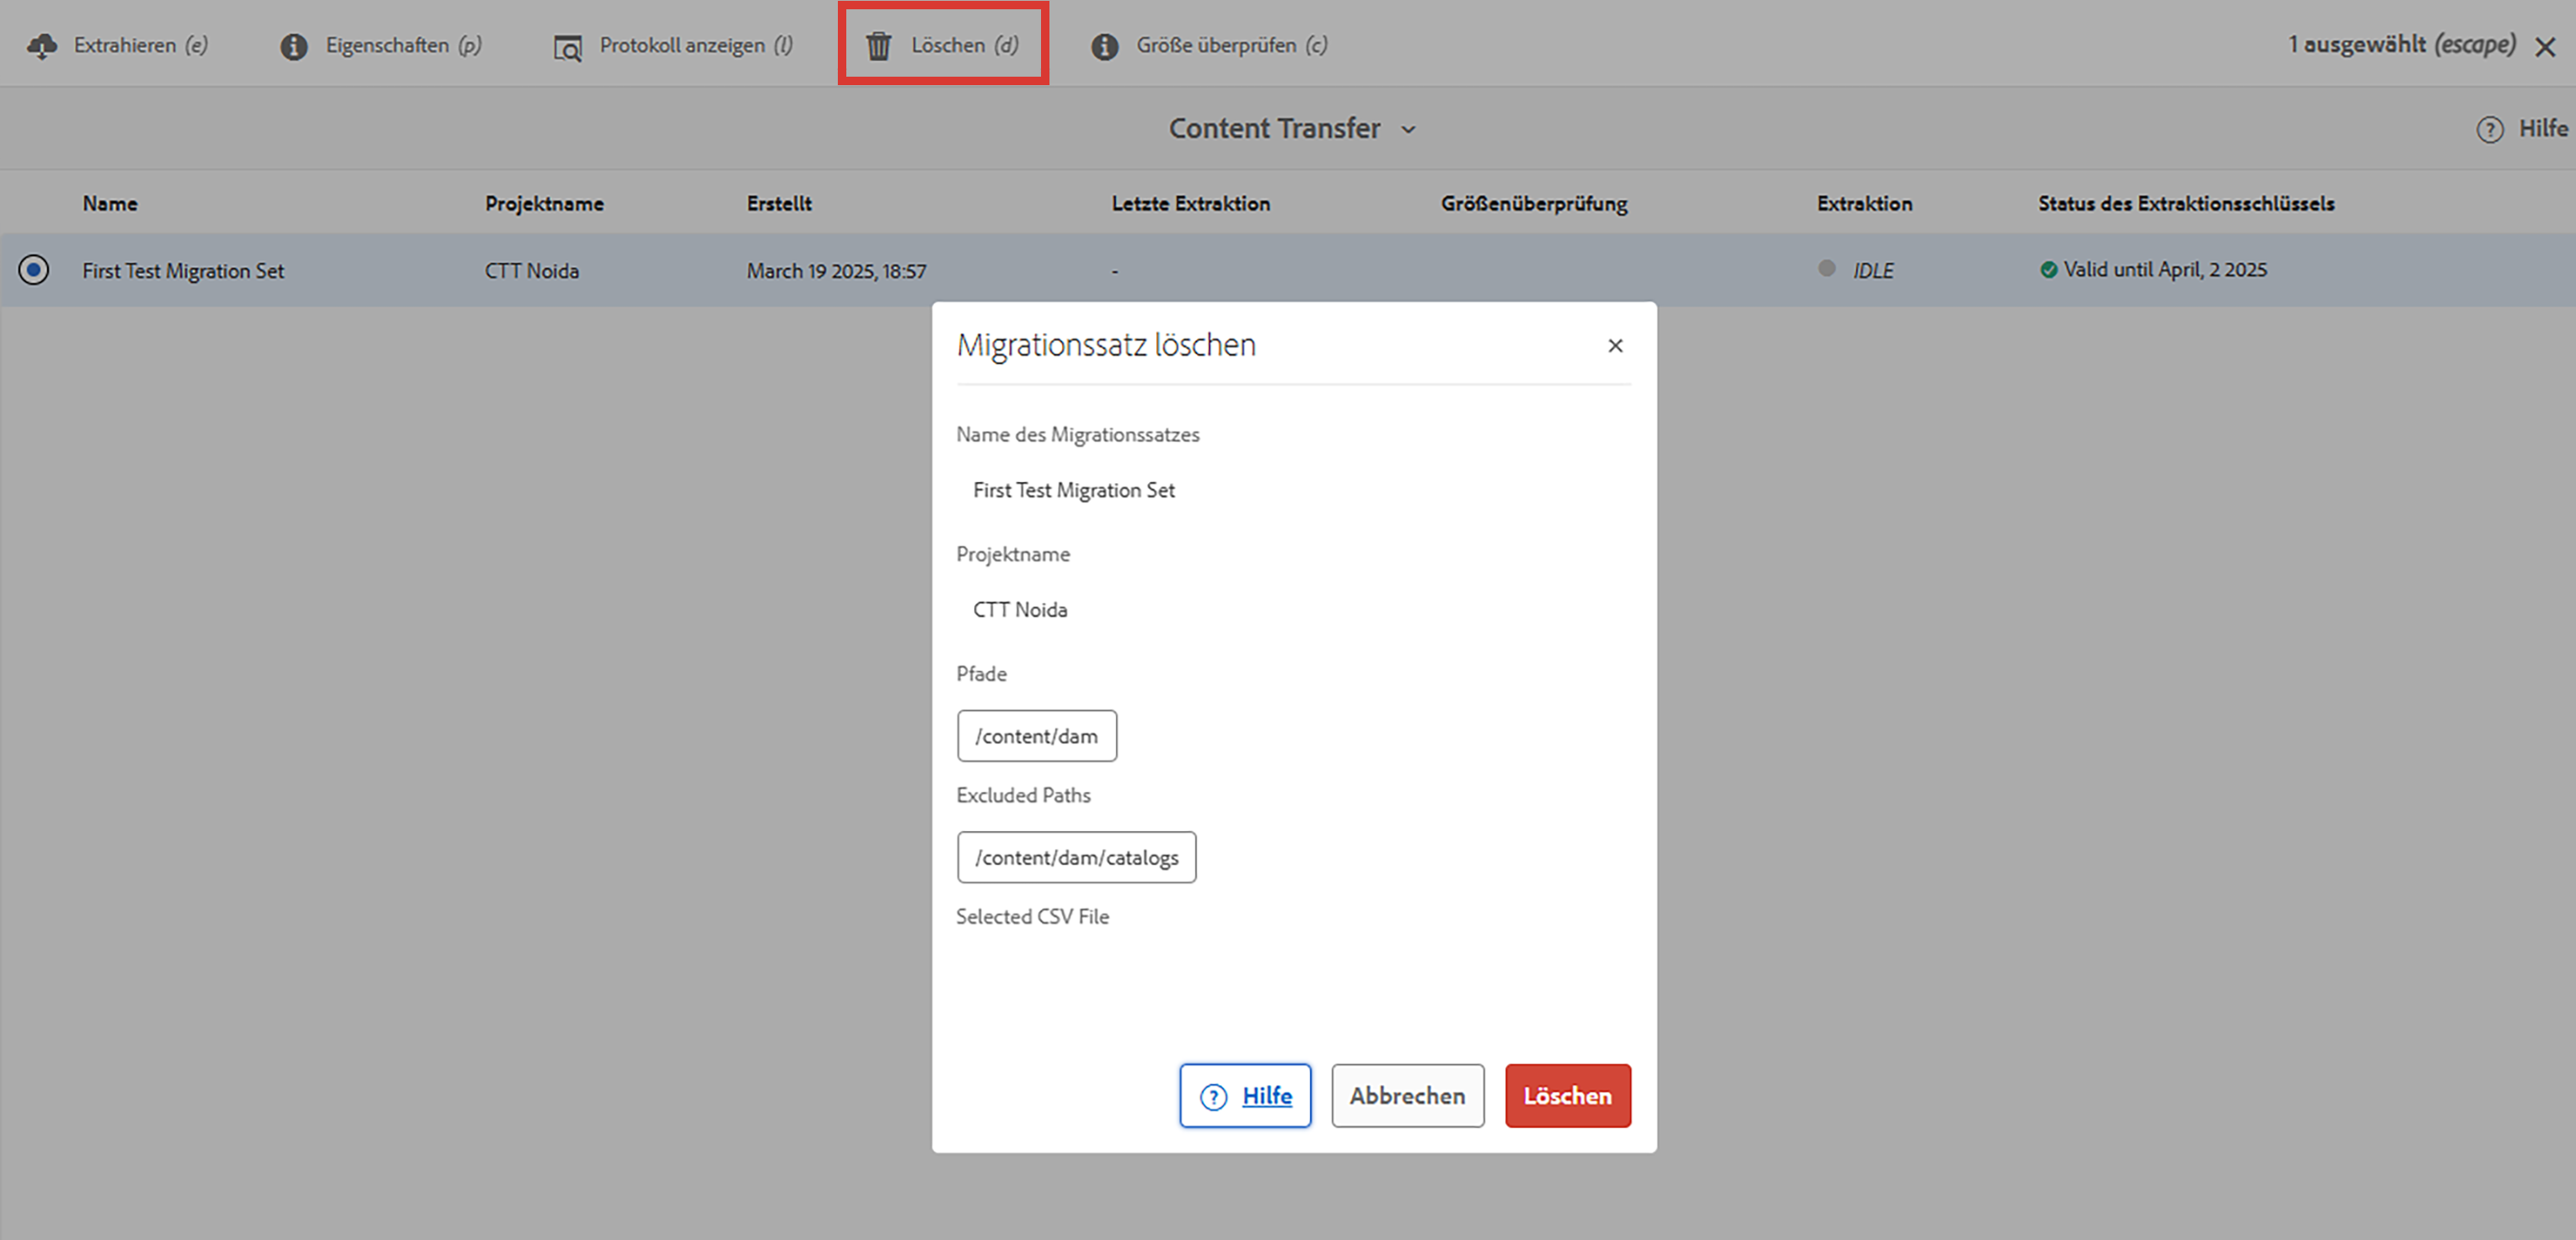 Extrahieren (e) Eigenschaften (p) Protokoll anzeigen (l) Löschen (d) Größe überprüfen (c) 1 ausgewählt (escape)
Content Transfer Hilfe
Name Projektname Erstellt Letzte Extraktion Größenüberprüfung Extraktion Status des Extraktionsschlüssels
First Test Migration Set CTT Noida March 19 2025, 18:57 - IDLE Valid until April, 2 2025
Migrationssatz löschen
Name des Migrationssatzes
First Test Migration Set
Projektname
CTT Noida
Pfade
/content/dam
Excluded Paths
/content/dam/catalogs
Selected CSV File
Hilfe Abbrechen Löschen